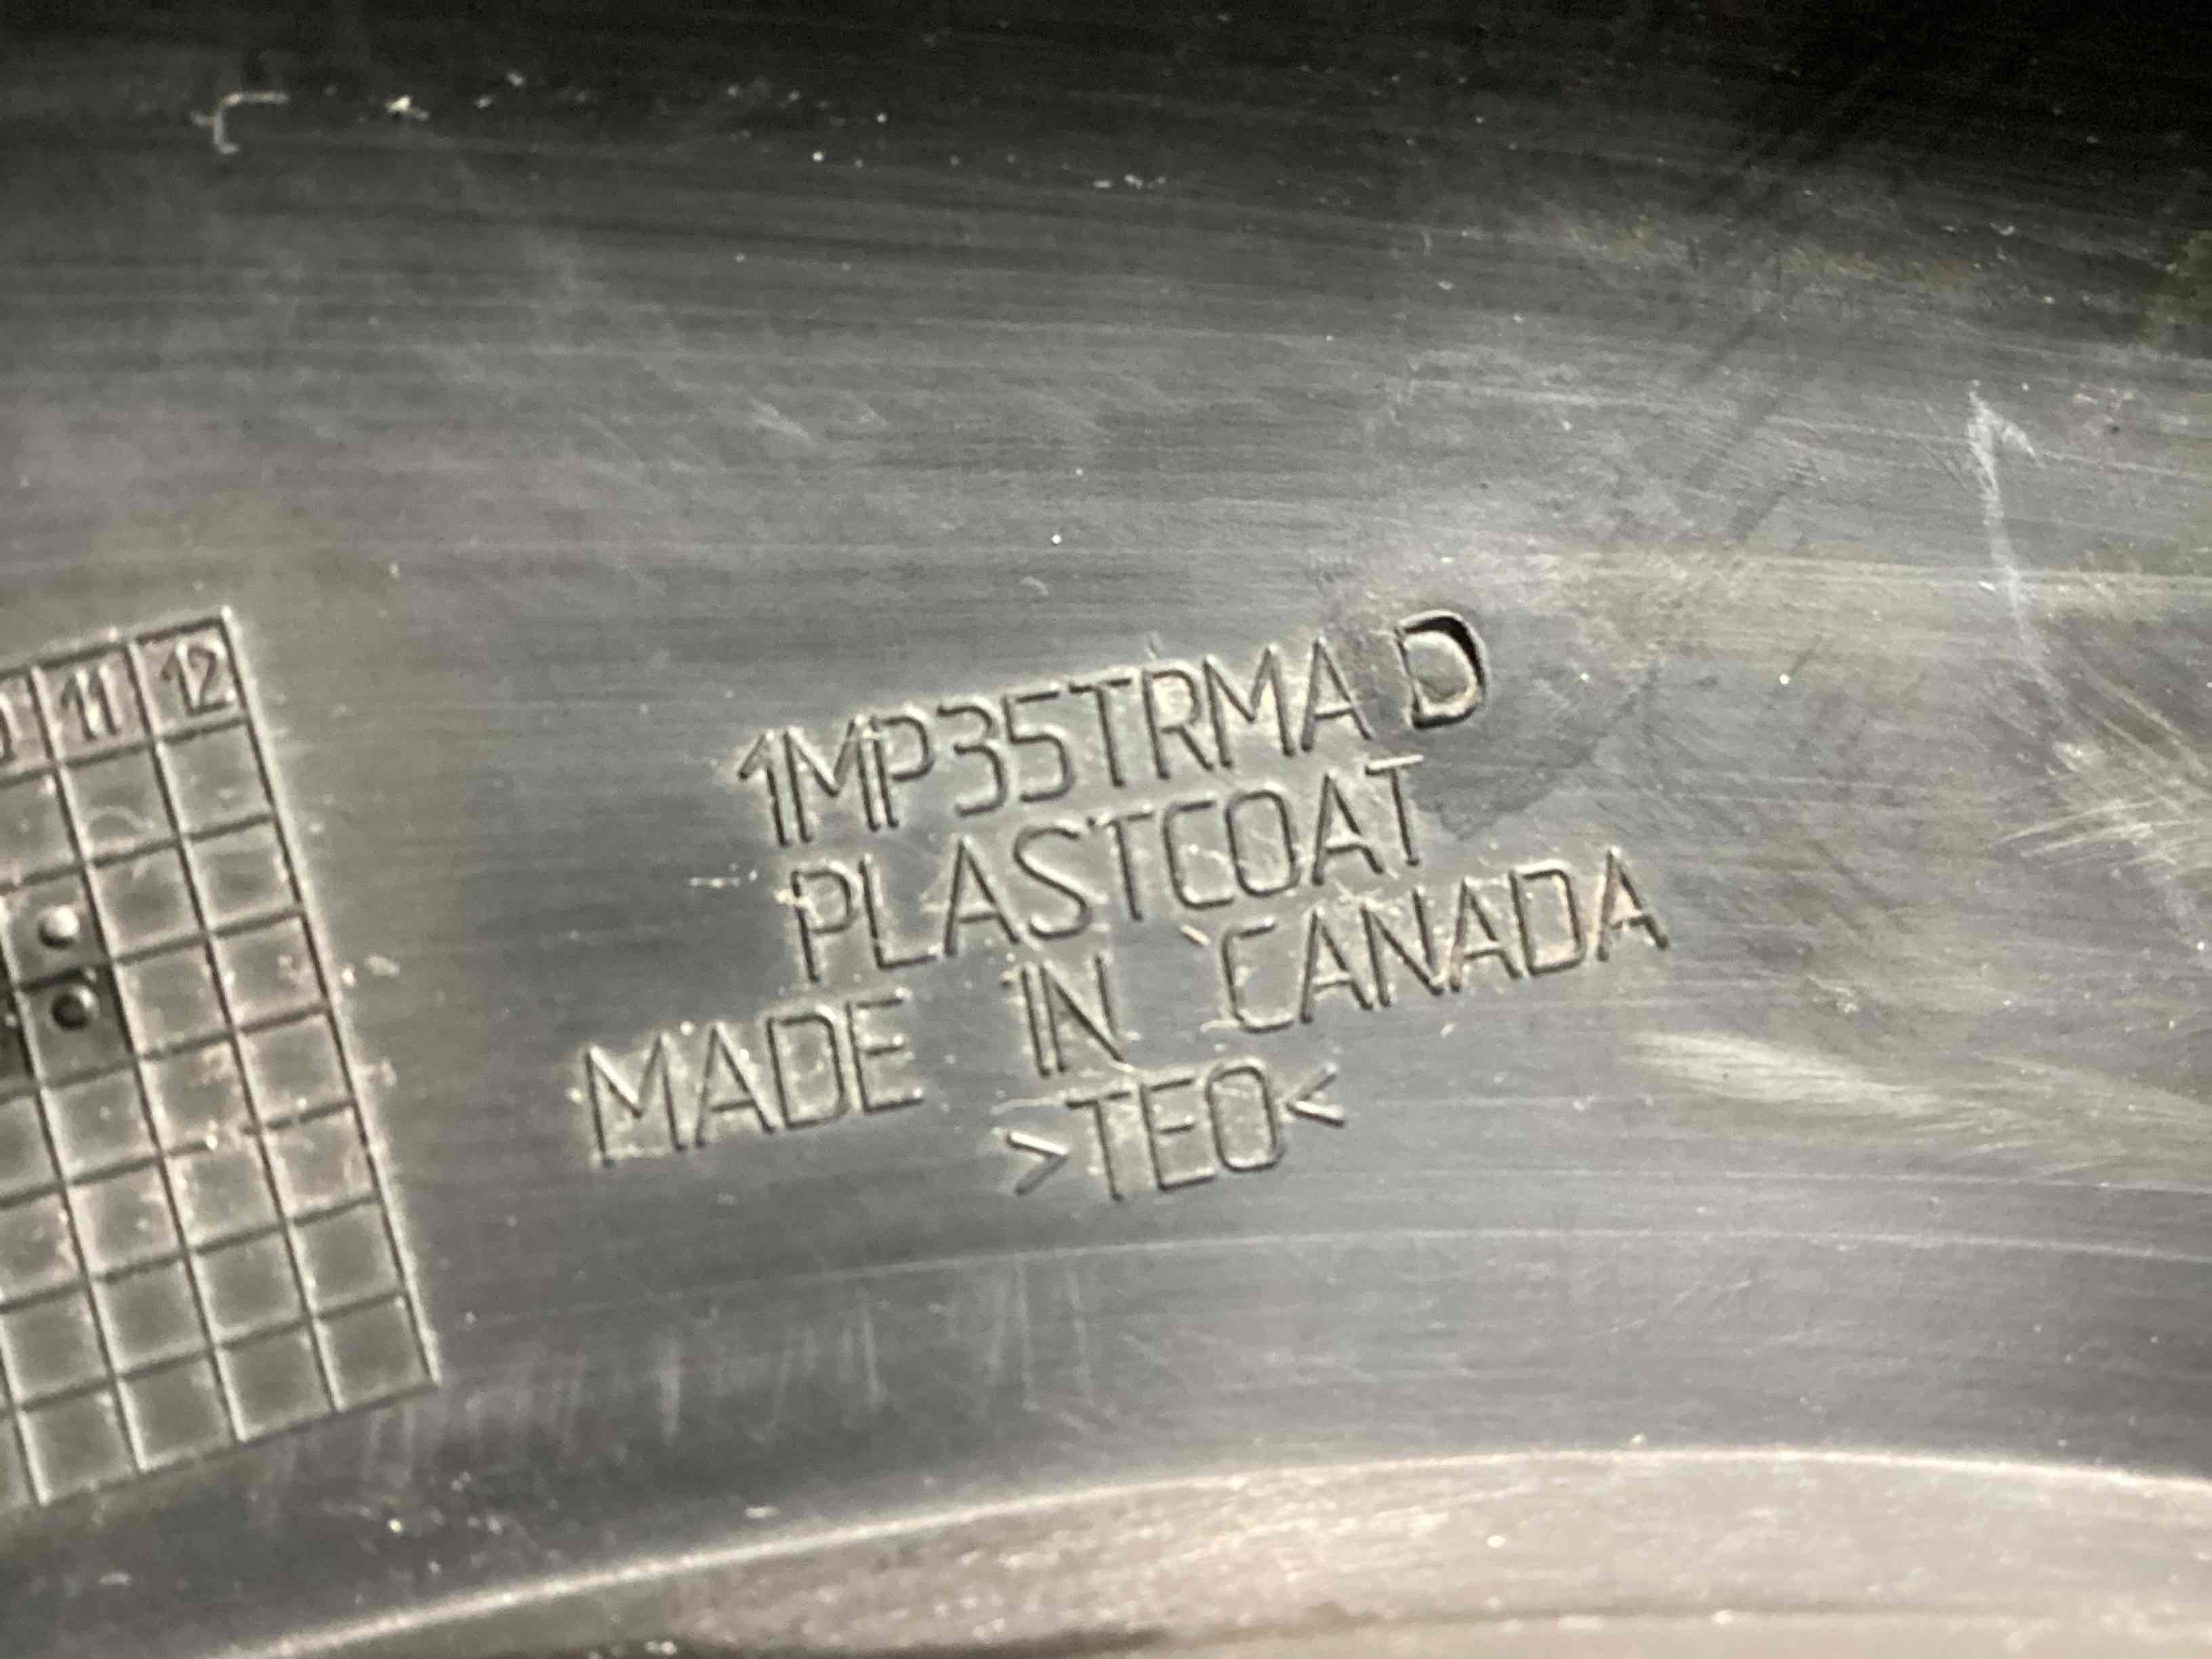 11 12
1MP35TRMA D
PLASTCOAT
MADE IN CANADA
>TEO<